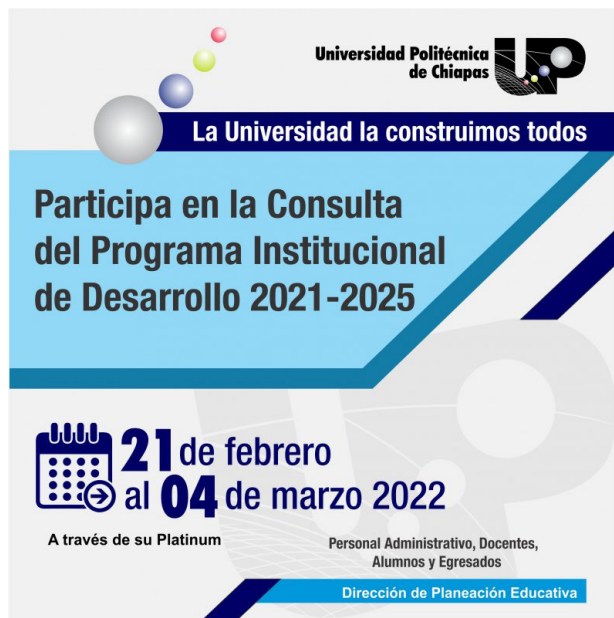 Universidad Politécnica
de Chiapas
UP
La Universidad la construimos todos
Participa en la Consulta
del Programa Institucional
de Desarrollo 2021-2025
21 de febrero
al 04 de marzo 2022
A través de su Platinum
Personal Administrativo, Docentes,
Alumnos y Egresados
Dirección de Planeación Educativa